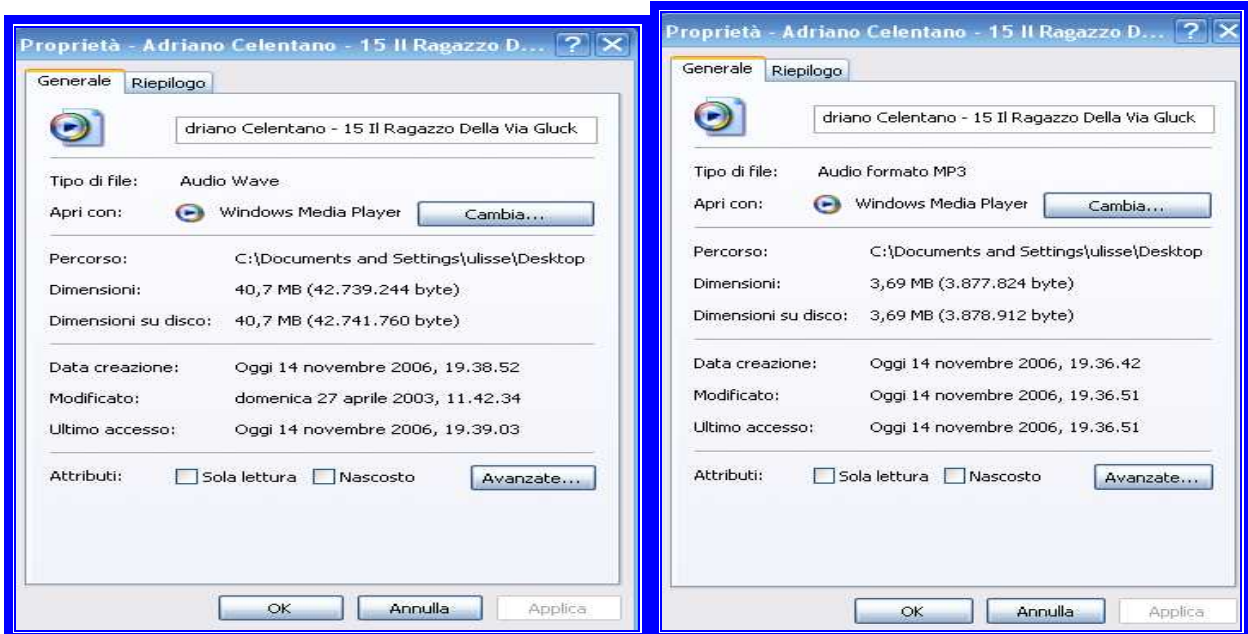 Proprietà - Adriano Celentano - 15 Il Ragazzo D...
Generale
Riepilogo
driano Celentano - 15 Il Ragazzo Della Via Gluck
Tipo di file: Audio Wave
Apri con: Windows Media Player Cambia...
Percorso: C:\Documents and Settings\ulisse\Desktop
Dimensioni: 40,7 MB (42.739.244 byte)
Dimensioni su disco: 40,7 MB (42.741.760 byte)
Data creazione: Oggi 14 novembre 2006, 19.38.52
Modificato: domenica 27 aprile 2003, 11.42.34
Ultimo accesso: Oggi 14 novembre 2006, 19.39.03
Attributi: Sola lettura Nascosto Avanzate...
OK Annulla Applica
Proprietà - Adriano Celentano - 15 Il Ragazzo D...
Generale
Riepilogo
driano Celentano - 15 Il Ragazzo Della Via Gluck
Tipo di file: Audio formato MP3
Apri con: Windows Media Player Cambia...
Percorso: C:\Documents and Settings\ulisse\Desktop
Dimensioni: 3,69 MB (3.877.824 byte)
Dimensioni su disco: 3,69 MB (3.878.912 byte)
Data creazione: Oggi 14 novembre 2006, 19.36.42
Modificato: Oggi 14 novembre 2006, 19.36.51
Ultimo accesso: Oggi 14 novembre 2006, 19.36.51
Attributi: Sola lettura Nascosto Avanzate...
OK Annulla Applica